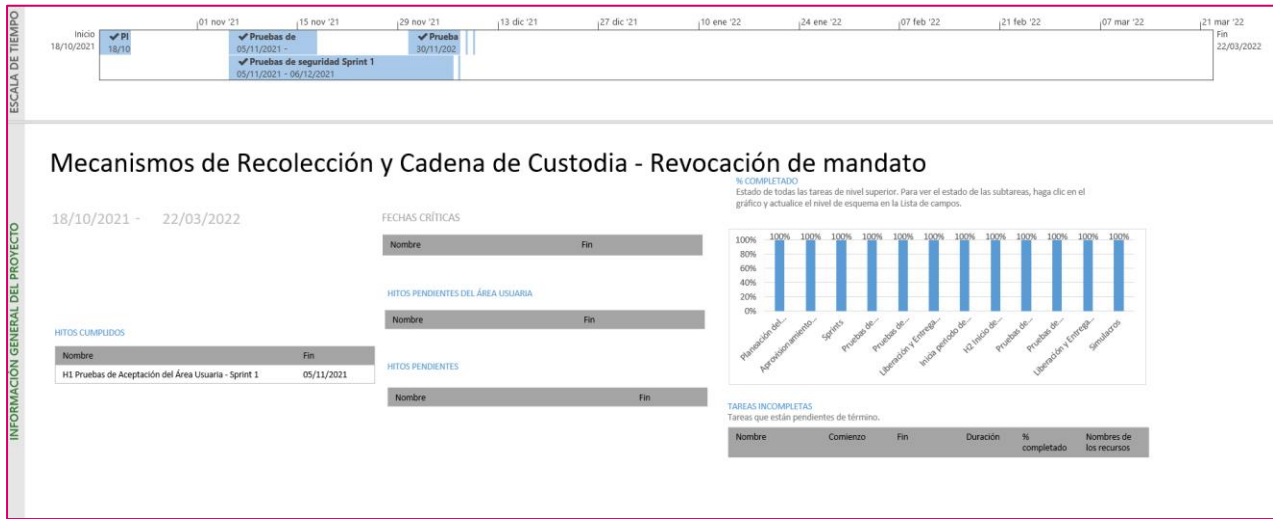 ESCALA DE TIEMPO
01 nov '21 15 nov '21 29 nov '21 13 dic '21 27 dic '21 10 ene '22 24 ene '22 07 feb '22 21 feb '22 07 mar '22 21 mar '22
Inicio
18/10/2021
✔ Pl
18/10
✔ Pruebas de
05/11/2021 -
✔ Prueba
30/11/202
✔ Pruebas de seguridad Sprint 1
05/11/2021 - 06/12/2021
Fin
22/03/2022
INFORMACIÓN GENERAL DEL PROYECTO
Mecanismos de Recolección y Cadena de Custodia - Revocación de mandato
18/10/2021 - 22/03/2022
HITOS CUMPLIDOS
Nombre Fin
H1 Pruebas de Aceptación del Área Usuaria - Sprint 1 05/11/2021
FECHAS CRÍTICAS
Nombre Fin
HITOS PENDIENTES DEL ÁREA USUARIA
Nombre Fin
HITOS PENDIENTES
Nombre Fin
% COMPLETADO
Estado de todas las tareas de nivel superior. Para ver el estado de las subtareas, haga clic en el
gráfico y actualice el nivel de esquema en la Lista de campos.
100% 100% 100% 100% 100% 100% 100% 100% 100% 100% 100% 100%
100%
80%
60%
40%
20%
0%
Planeación del...
Aprovisionamiento...
Sprints
Pruebas de...
Pruebas de...
Liberación y Entrega...
Inicia periodo de...
H2 Inicio de...
Pruebas de...
Pruebas de...
Liberación y Entrega...
Simulacros
TAREAS INCOMPLETAS
Tareas que están pendientes de término.
Nombre Comienzo Fin Duración % completado Nombres de los recursos